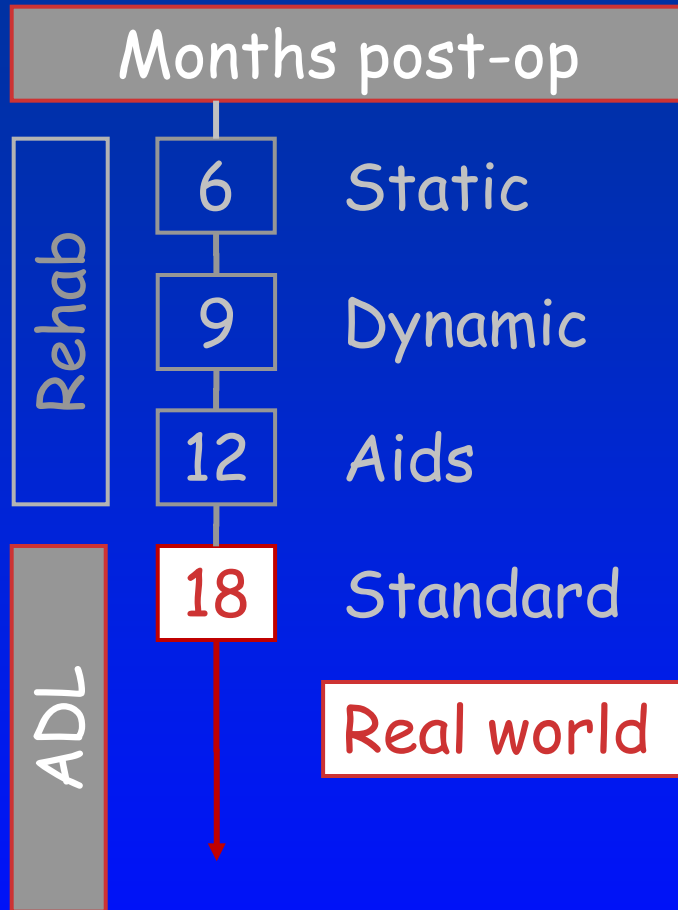 Months post-op
Rehab
6 Static
9 Dynamic
12 Aids
ADL
18 Standard
Real world